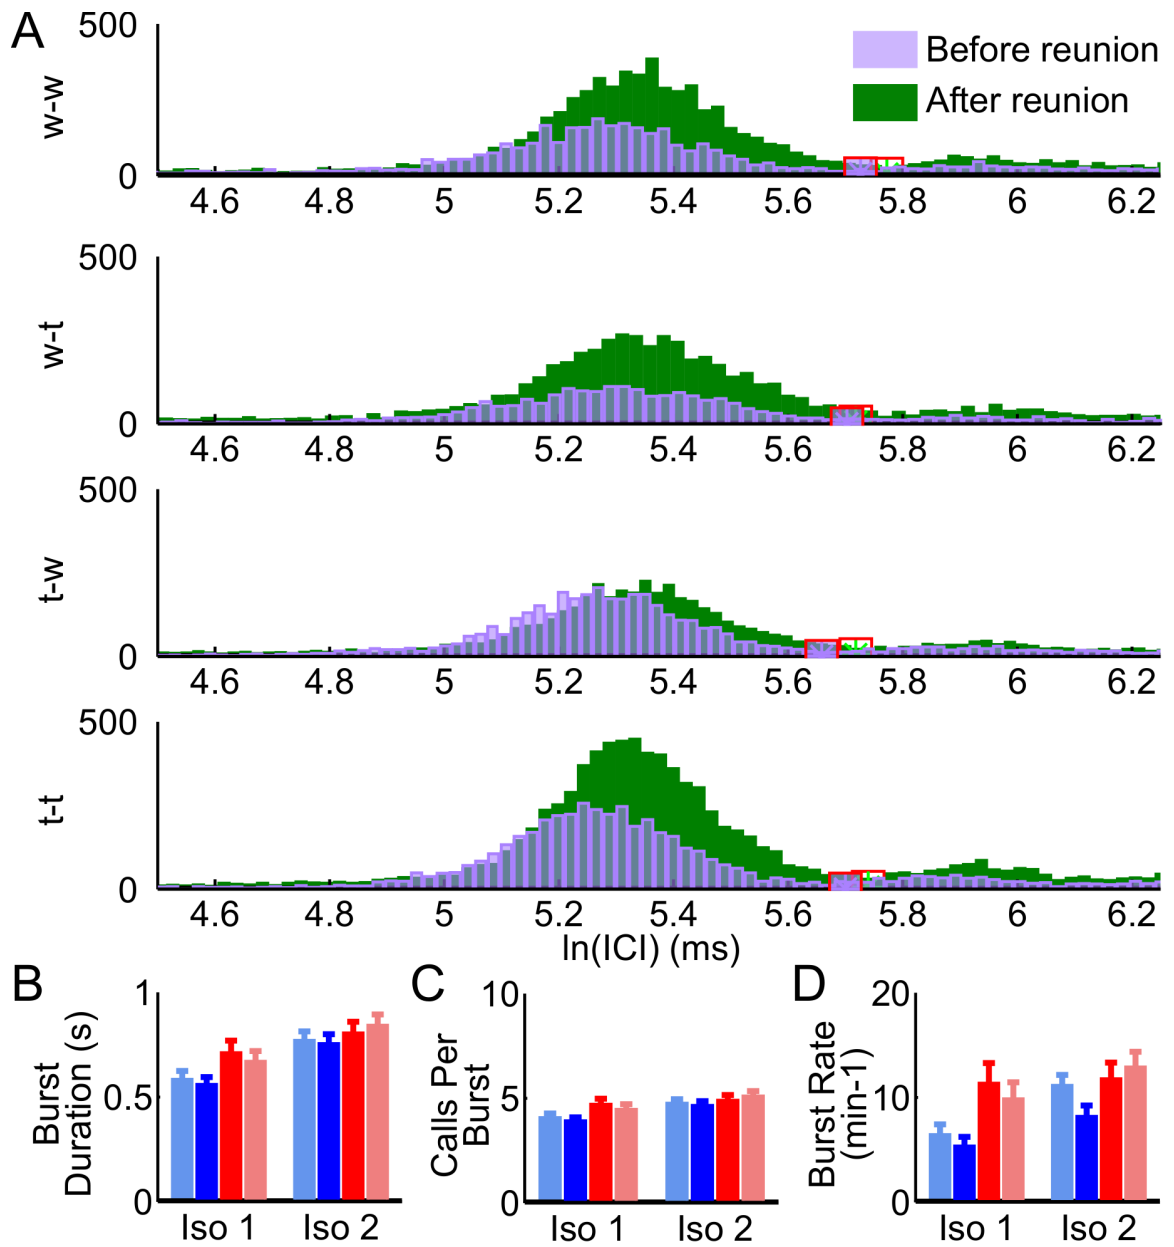 A
500
0
w-w
Before reunion
After reunion
4.6 4.8 5 5.2 5.4 5.6 5.8 6 6.2
500
0
w-t
4.6 4.8 5 5.2 5.4 5.6 5.8 6 6.2
500
0
t-w
4.6 4.8 5 5.2 5.4 5.6 5.8 6 6.2
500
0
t-t
4.6 4.8 5 5.2 5.4 5.6 5.8 6 6.2
ln(ICI) (ms)
B
Burst
Duration (s)
1
0.5
0
Iso 1 Iso 2
C
Calls Per
Burst
10
5
0
Iso 1 Iso 2
D
Burst Rate
(min-1)
20
10
0
Iso 1 Iso 2